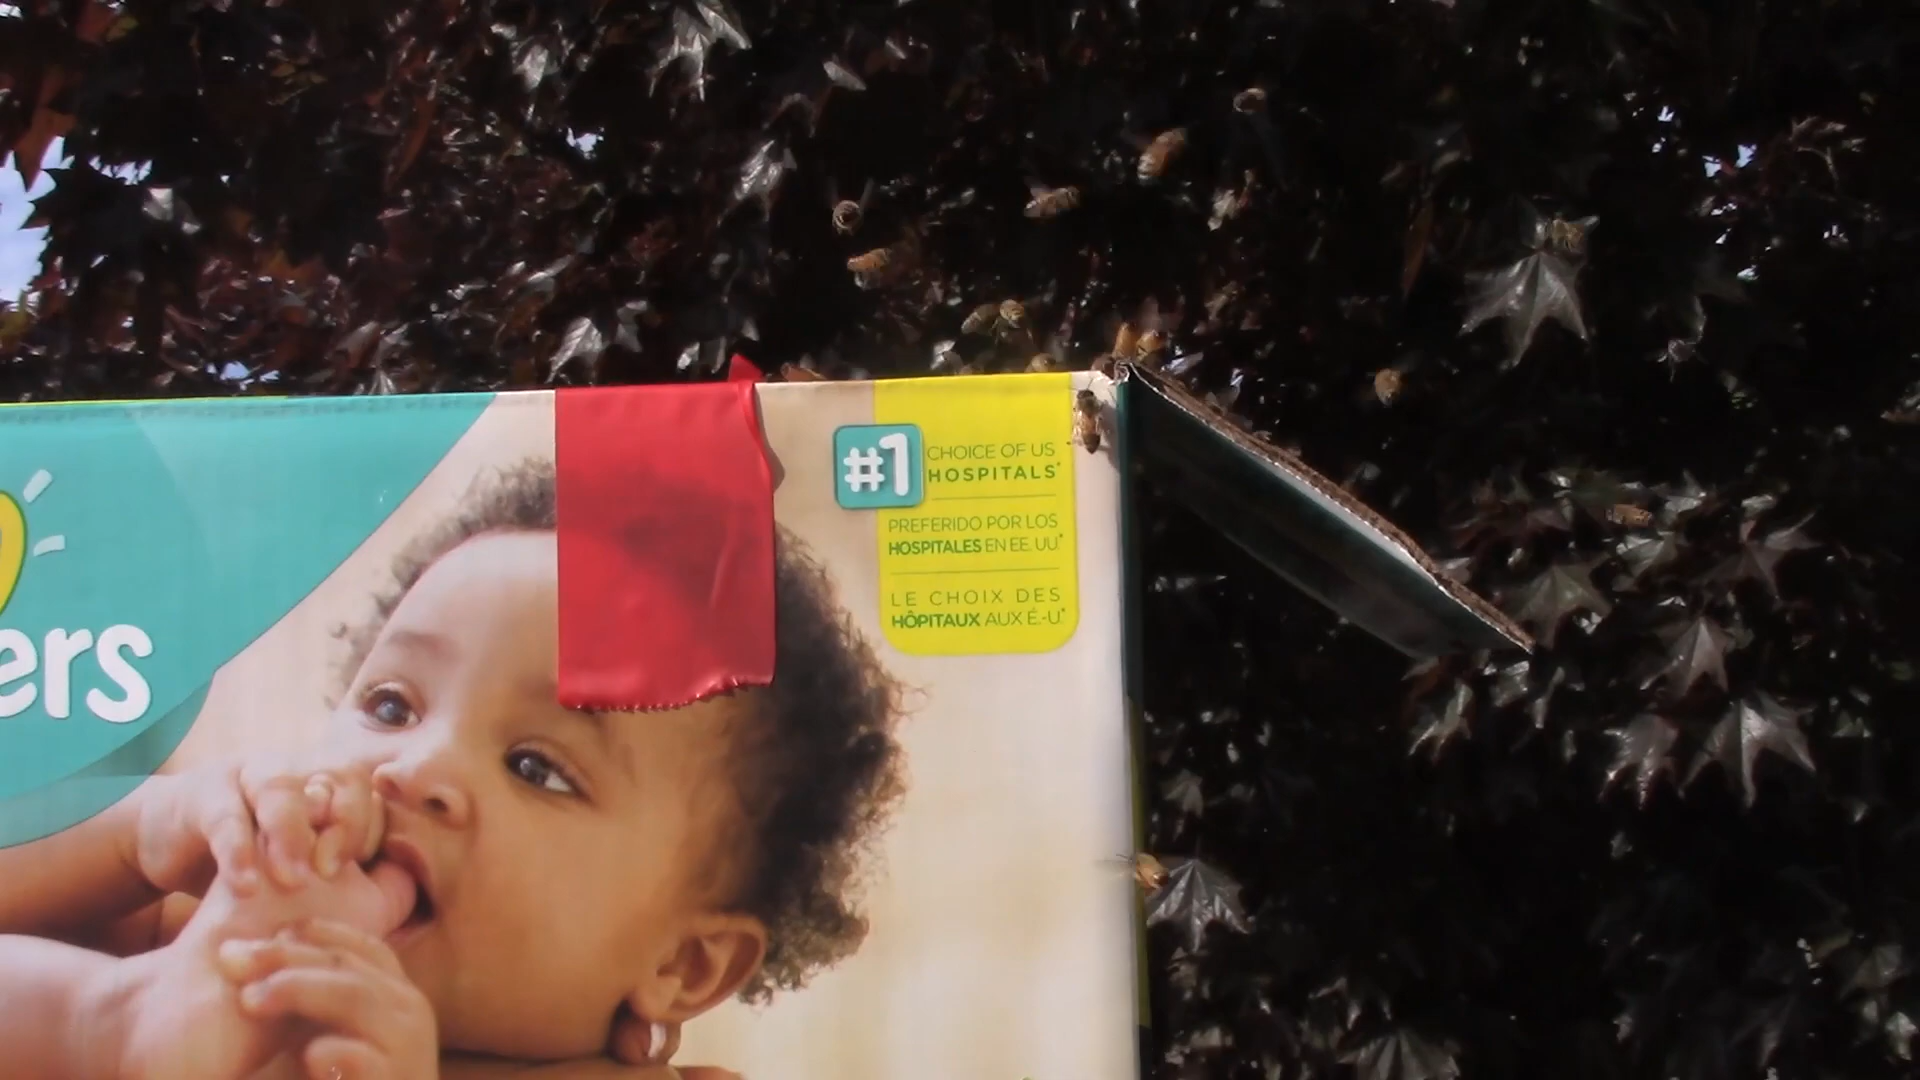 ers
#1
CHOICE OF US
HOSPITALS*
PREFERIDO POR LOS
HOSPITALES EN EE. UU.*
LE CHOIX DES
HÔPITAUX AUX É.-U.*